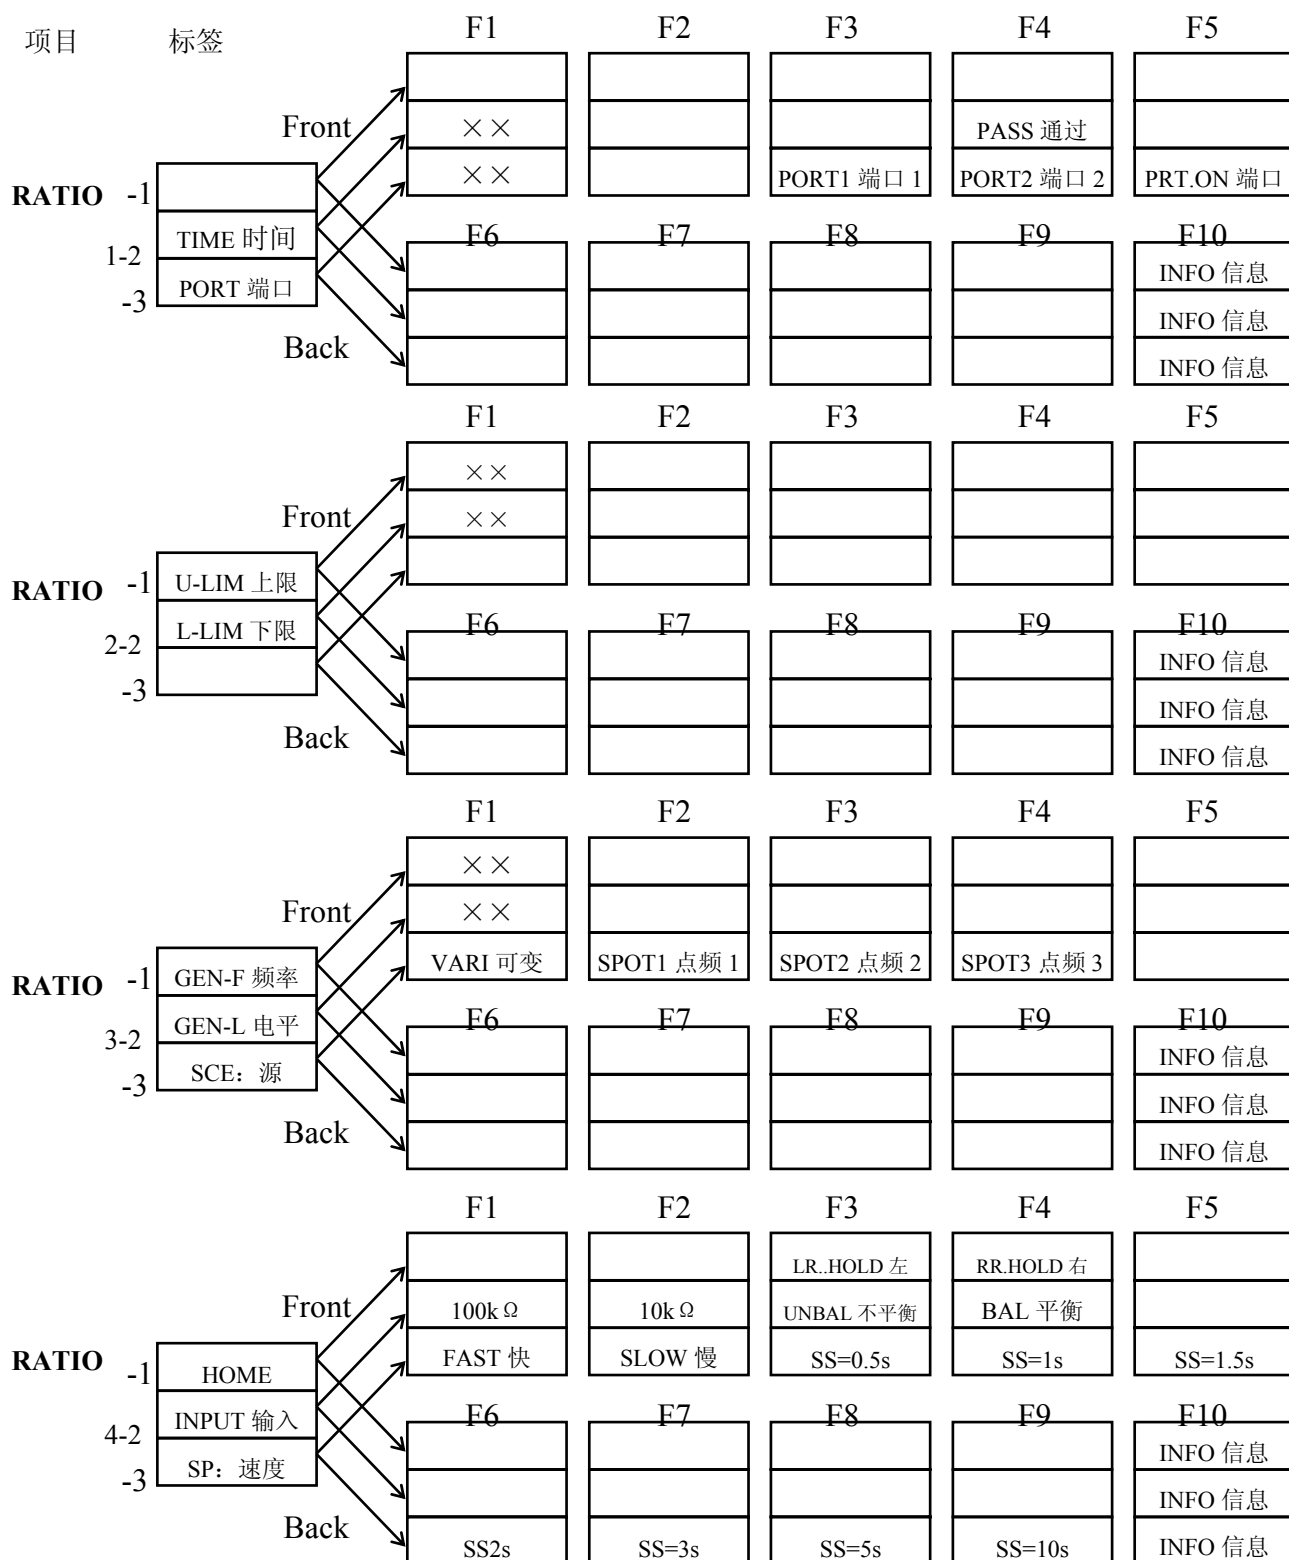 项目 标签 F1 F2 F3 F4 F5
Front ×× PASS 通过
RATIO -1 ×× PORT1 端口 1 PORT2 端口 2 PRT.ON 端口
1-2 TIME 时间 F6 F7 F8 F9 F10
-3 PORT 端口 INFO 信息
INFO 信息
Back INFO 信息
F1 F2 F3 F4 F5
××
Front ××
RATIO -1 U-LIM 上限
2-2 L-LIM 下限 F6 F7 F8 F9 F10
-3 INFO 信息
INFO 信息
Back INFO 信息
F1 F2 F3 F4 F5
××
Front ××
RATIO -1 GEN-F 频率 VARI 可变 SPOT1 点频 1 SPOT2 点频 2 SPOT3 点频 3
3-2 GEN-L 电平 F6 F7 F8 F9 F10
-3 SCE：源 INFO 信息
INFO 信息
Back INFO 信息
F1 F2 F3 F4 F5
LR..HOLD 左 RR.HOLD 右
Front 100kΩ 10kΩ UNBAL 不平衡 BAL 平衡
RATIO -1 HOME FAST 快 SLOW 慢 SS=0.5s SS=1s SS=1.5s
4-2 INPUT 输入 F6 F7 F8 F9 F10
-3 SP：速度 INFO 信息
INFO 信息
Back SS2s SS=3s SS=5s SS=10s INFO 信息